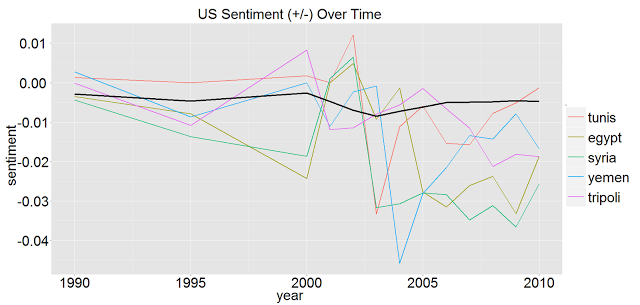 US Sentiment (+/-) Over Time
0.01
0.00
-0.01
-0.02
-0.03
-0.04
sentiment
1990 1995 2000 2005 2010
year
tunis
egypt
syria
yemen
tripoli